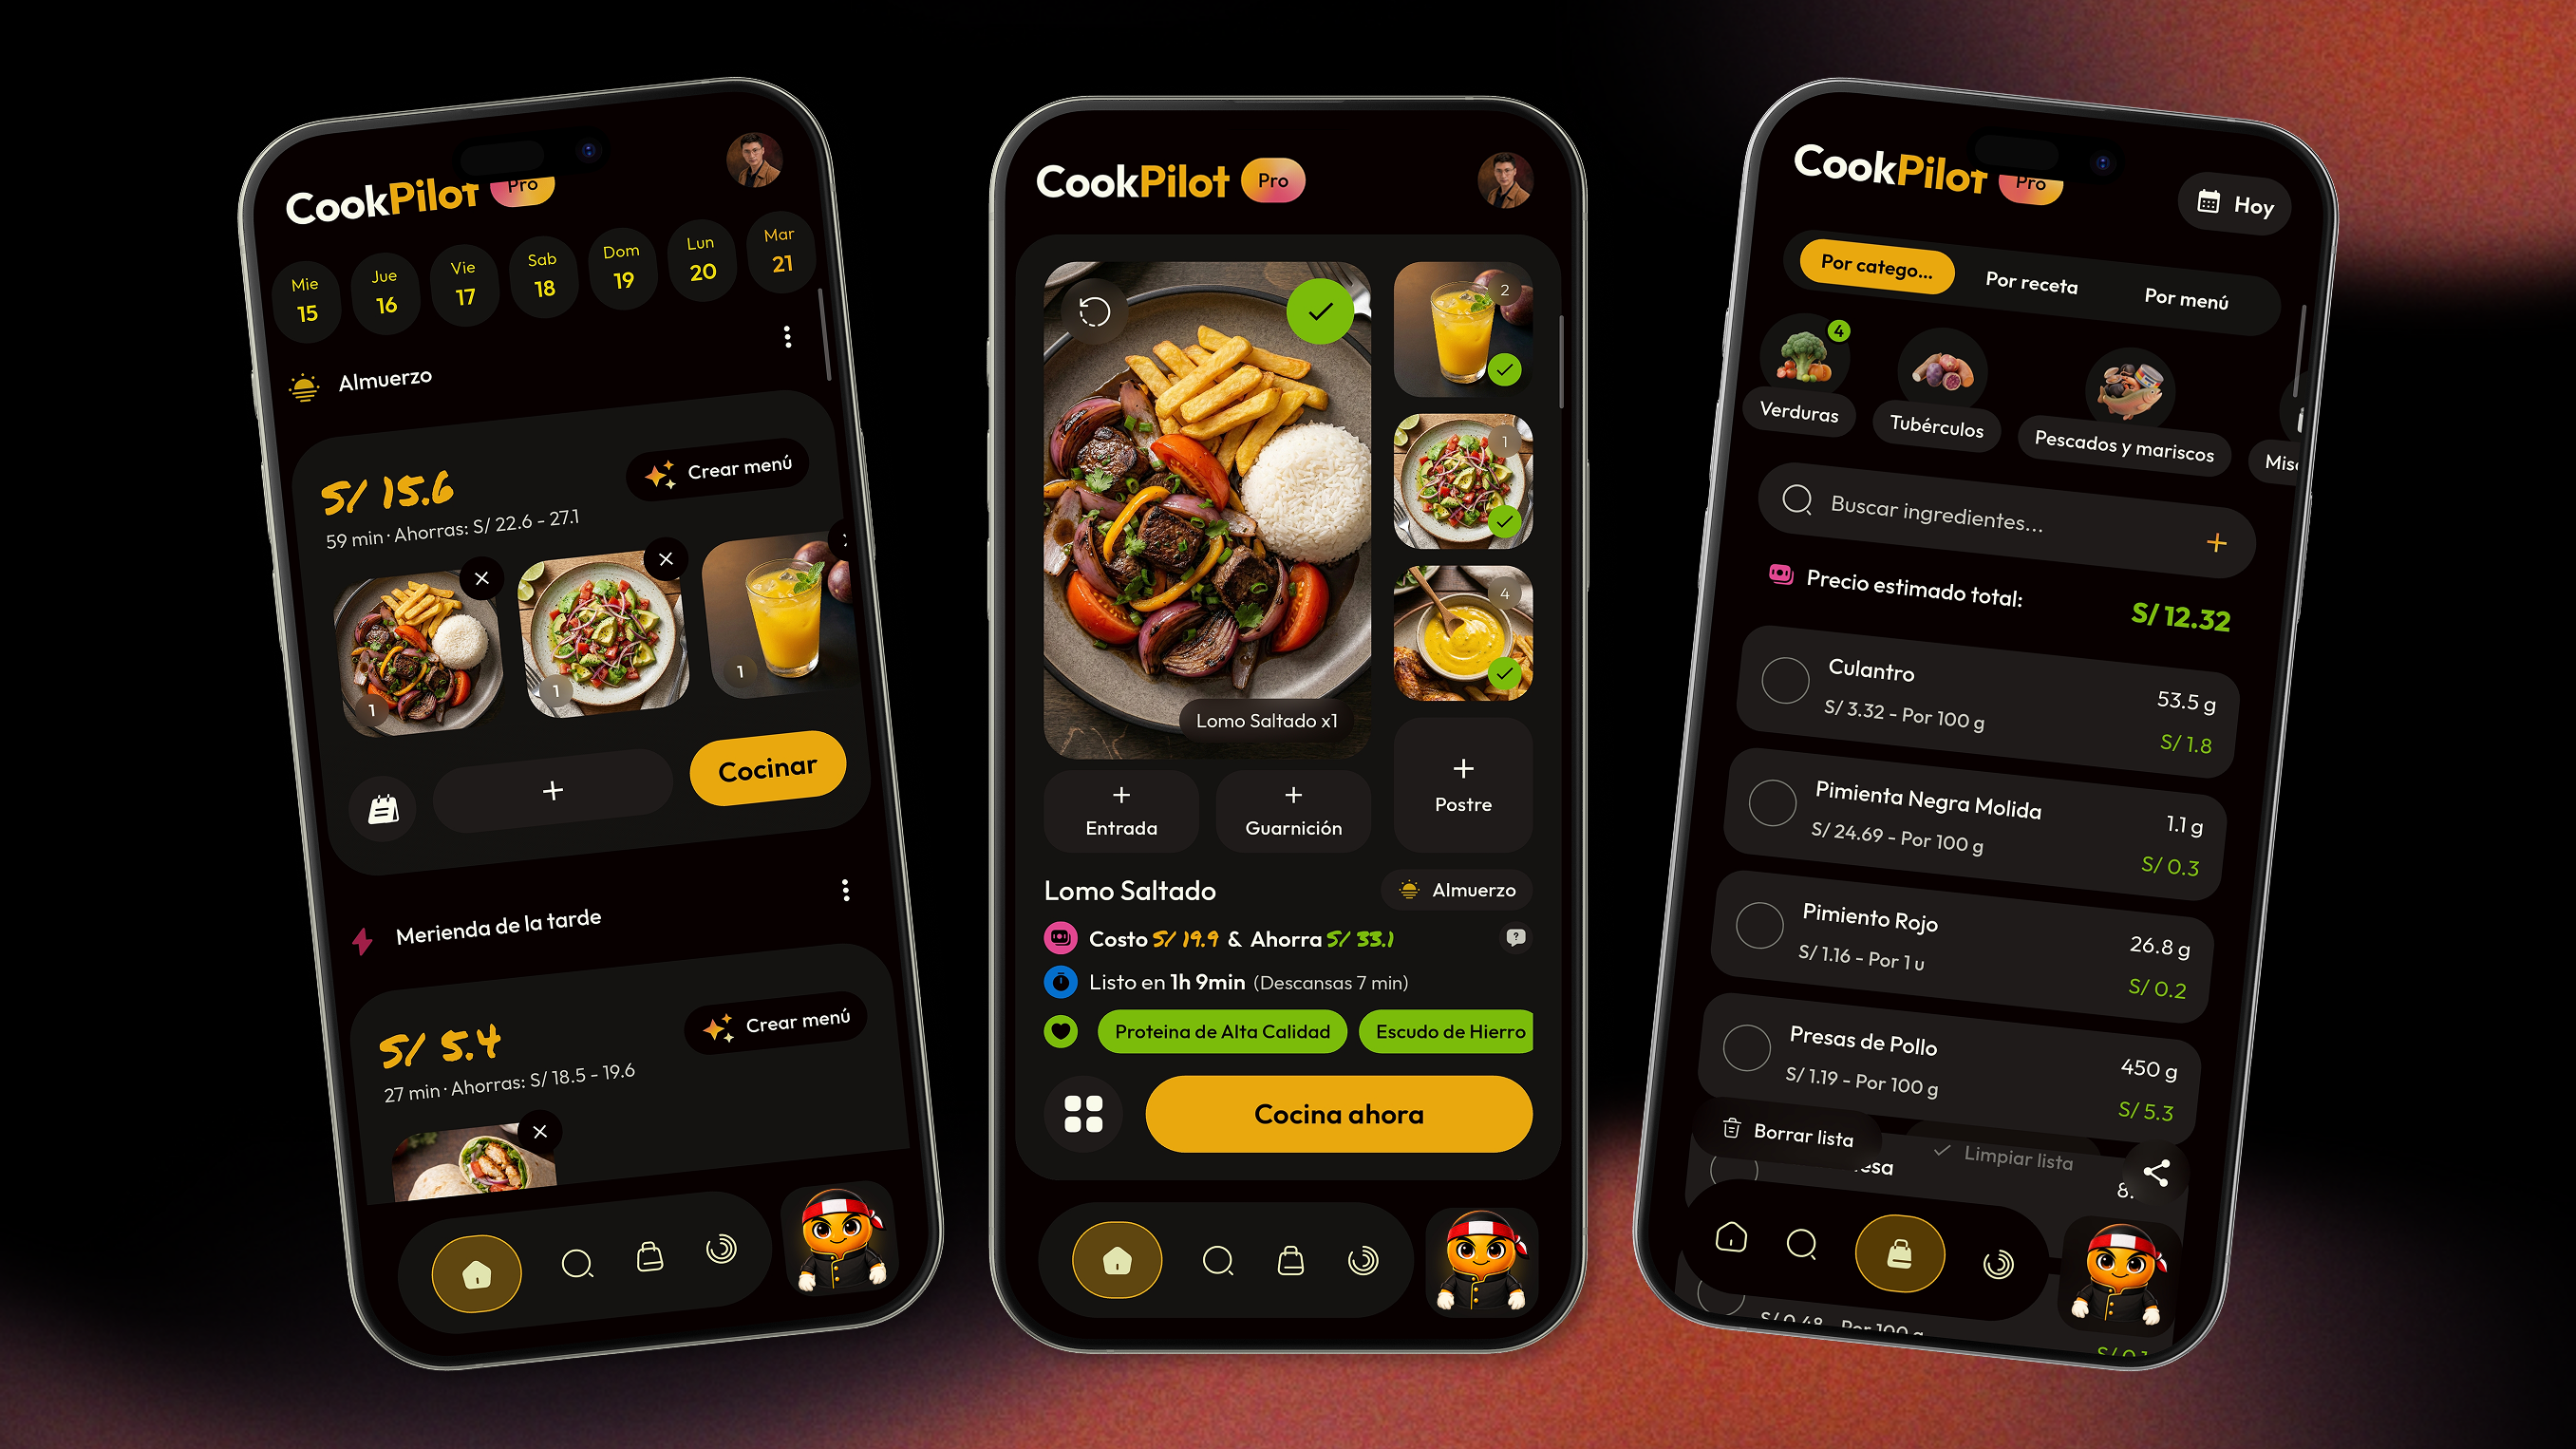 CookPilot Pro
Mie 15
Jue 16
Vie 17
Sab 18
Dom 19
Lun 20
Mar 21
Almuerzo
S/ 15.6
Crear menú
59 min · Ahorras: S/ 22.6 - 27.1
1
1
1
Cocinar
Merienda de la tarde
S/ 5.4
Crear menú
27 min · Ahorras: S/ 18.5 - 19.6
CookPilot Pro
2
1
4
Lomo Saltado x1
Entrada
Guarnición
Postre
Lomo Saltado
Almuerzo
Costo S/ 19.9 & Ahorra S/ 33.1
Listo en 1h 9min (Descansas 7 min)
Proteina de Alta Calidad
Escudo de Hierro
Cocina ahora
CookPilot Pro
Hoy
Por catego...
Por receta
Por menú
4
Verduras
Tubérculos
Pescados y mariscos
Buscar ingredientes...
Precio estimado total:
S/ 12.32
Culantro
53.5 g
S/ 3.32 - Por 100 g
S/ 1.8
Pimienta Negra Molida
1.1 g
S/ 24.69 - Por 100 g
S/ 0.3
Pimiento Rojo
26.8 g
S/ 1.16 - Por 1 u
S/ 0.2
Presas de Pollo
450 g
S/ 1.19 - Por 100 g
S/ 5.3
Borrar lista
Limpiar lista
S/ 0.48 - Por 100 g